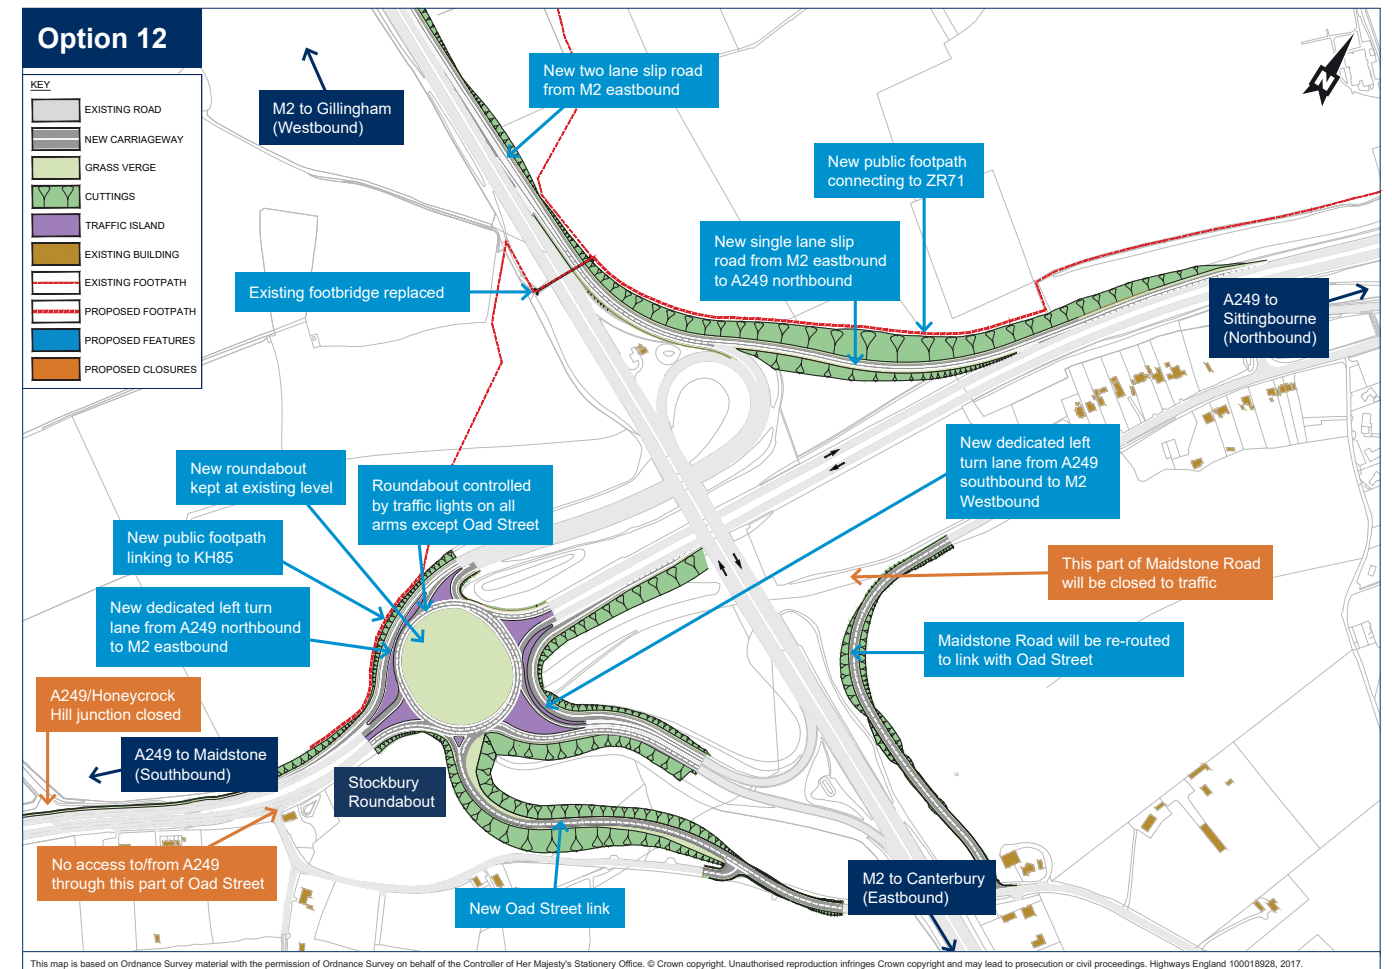 Option 12
KEY
EXISTING ROAD
NEW CARRIAGEWAY
GRASS VERGE
CUTTINGS
TRAFFIC ISLAND
EXISTING BUILDING
EXISTING FOOTPATH
PROPOSED FOOTPATH
PROPOSED FEATURES
PROPOSED CLOSURES
M2 to Gillingham
(Westbound)
New two lane slip road
from M2 eastbound
N
New public footpath
connecting to ZR71
New single lane slip
road from M2 eastbound
to A249 northbound
Existing footbridge replaced
A249 to
Sittingbourne
(Northbound)
New roundabout
kept at existing level
Roundabout controlled
by traffic lights on all
arms except Oad Street
New dedicated left
turn lane from A249
southbound to M2
Westbound
New public footpath
linking to KH85
This part of Maidstone Road
will be closed to traffic
New dedicated left turn
lane from A249 northbound
to M2 eastbound
Maidstone Road will be re-routed
to link with Oad Street
A249/Honeycrock
Hill junction closed
A249 to Maidstone
(Southbound)
Stockbury
Roundabout
No access to/from A249
through this part of Oad Street
New Oad Street link
M2 to Canterbury
(Eastbound)
This map is based on Ordnance Survey material with the permission of Ordnance Survey on behalf of the Controller of Her Majesty's Stationery Office. © Crown copyright. Unauthorised reproduction infringes Crown copyright and may lead to prosecution or civil proceedings. Highways England 100018928, 2017.